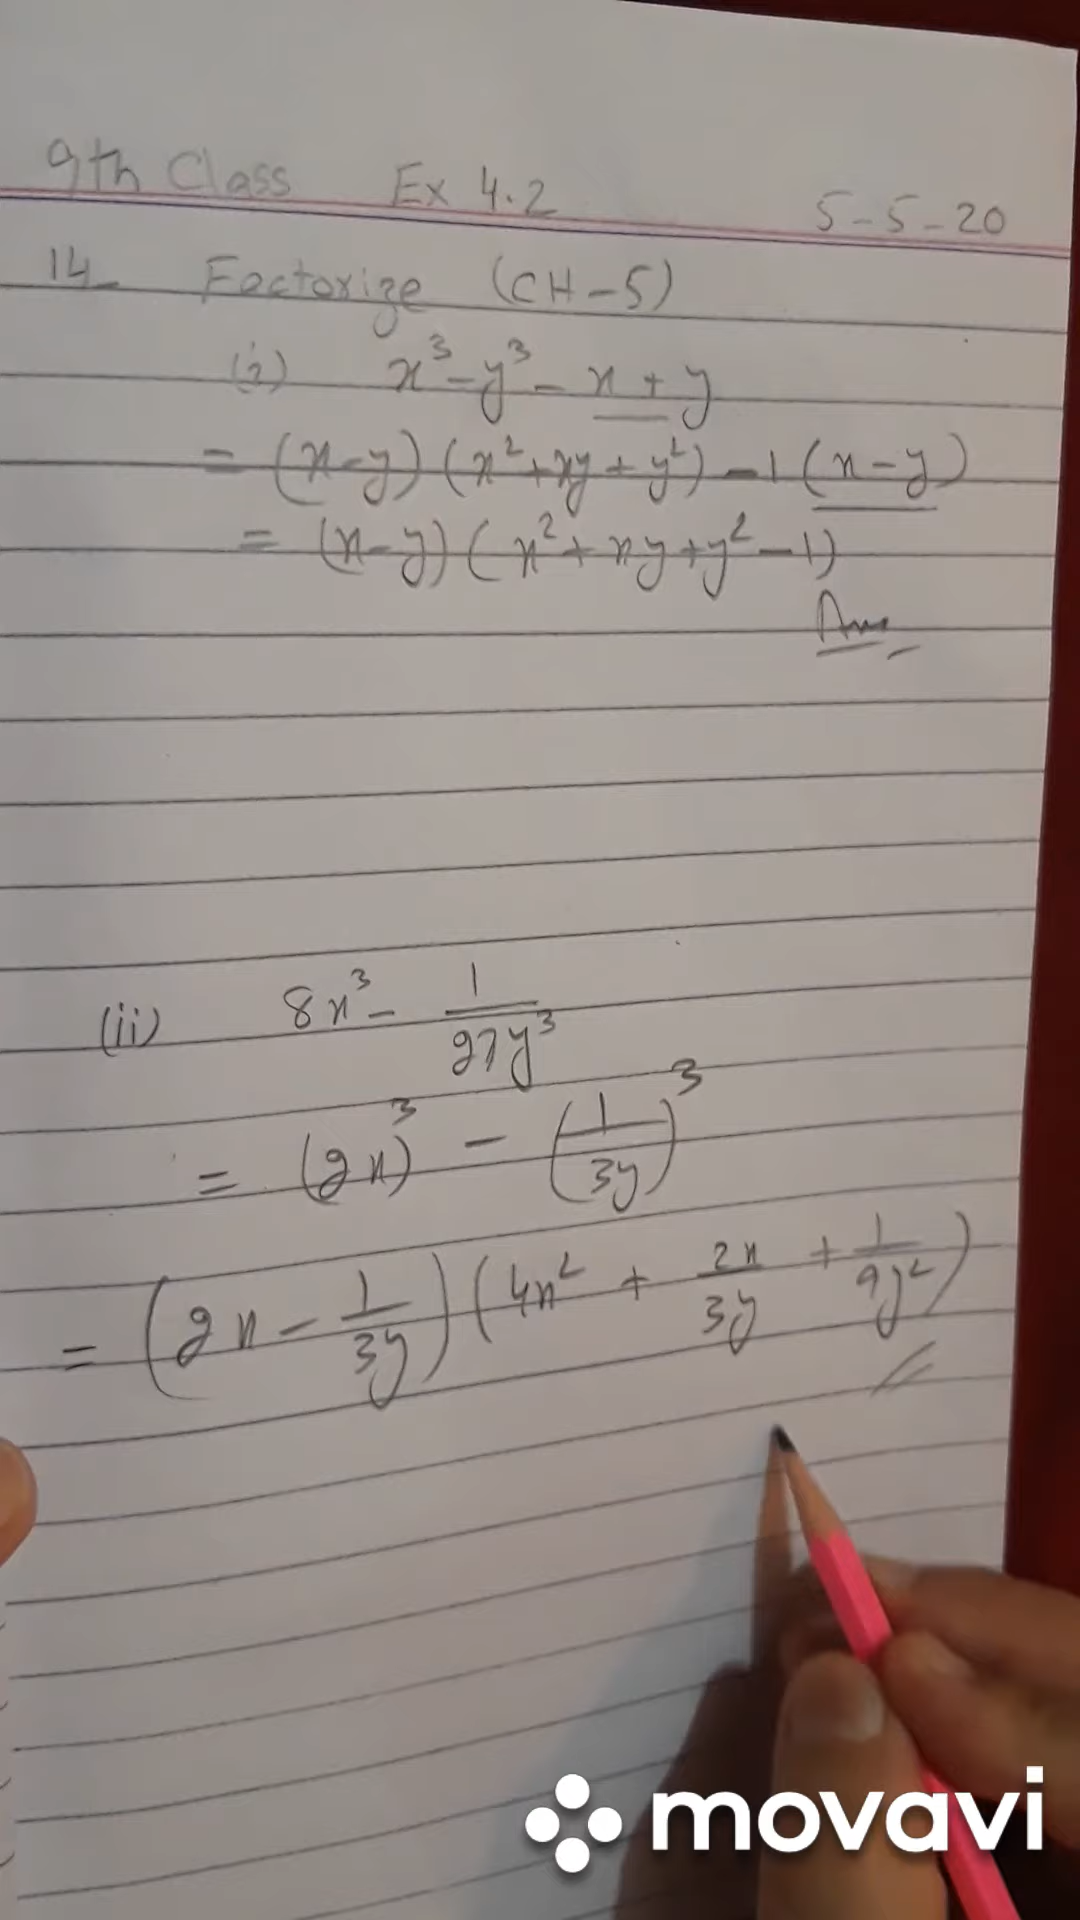 9th Class Ex 4.2 5-5-20
14- Factorize (CH-5)
(i) x³ - y³ - x + y
= (x-y) (x² + xy + y²) - 1 (x-y)
= (x-y) (x² + xy + y² - 1)
Ans
(ii) 8x³ - 1/27y³
= (2x)³ - (1/3y)³
= (2x - 1/3y) (4x² + 2x/3y + 1/9y²)
movavi